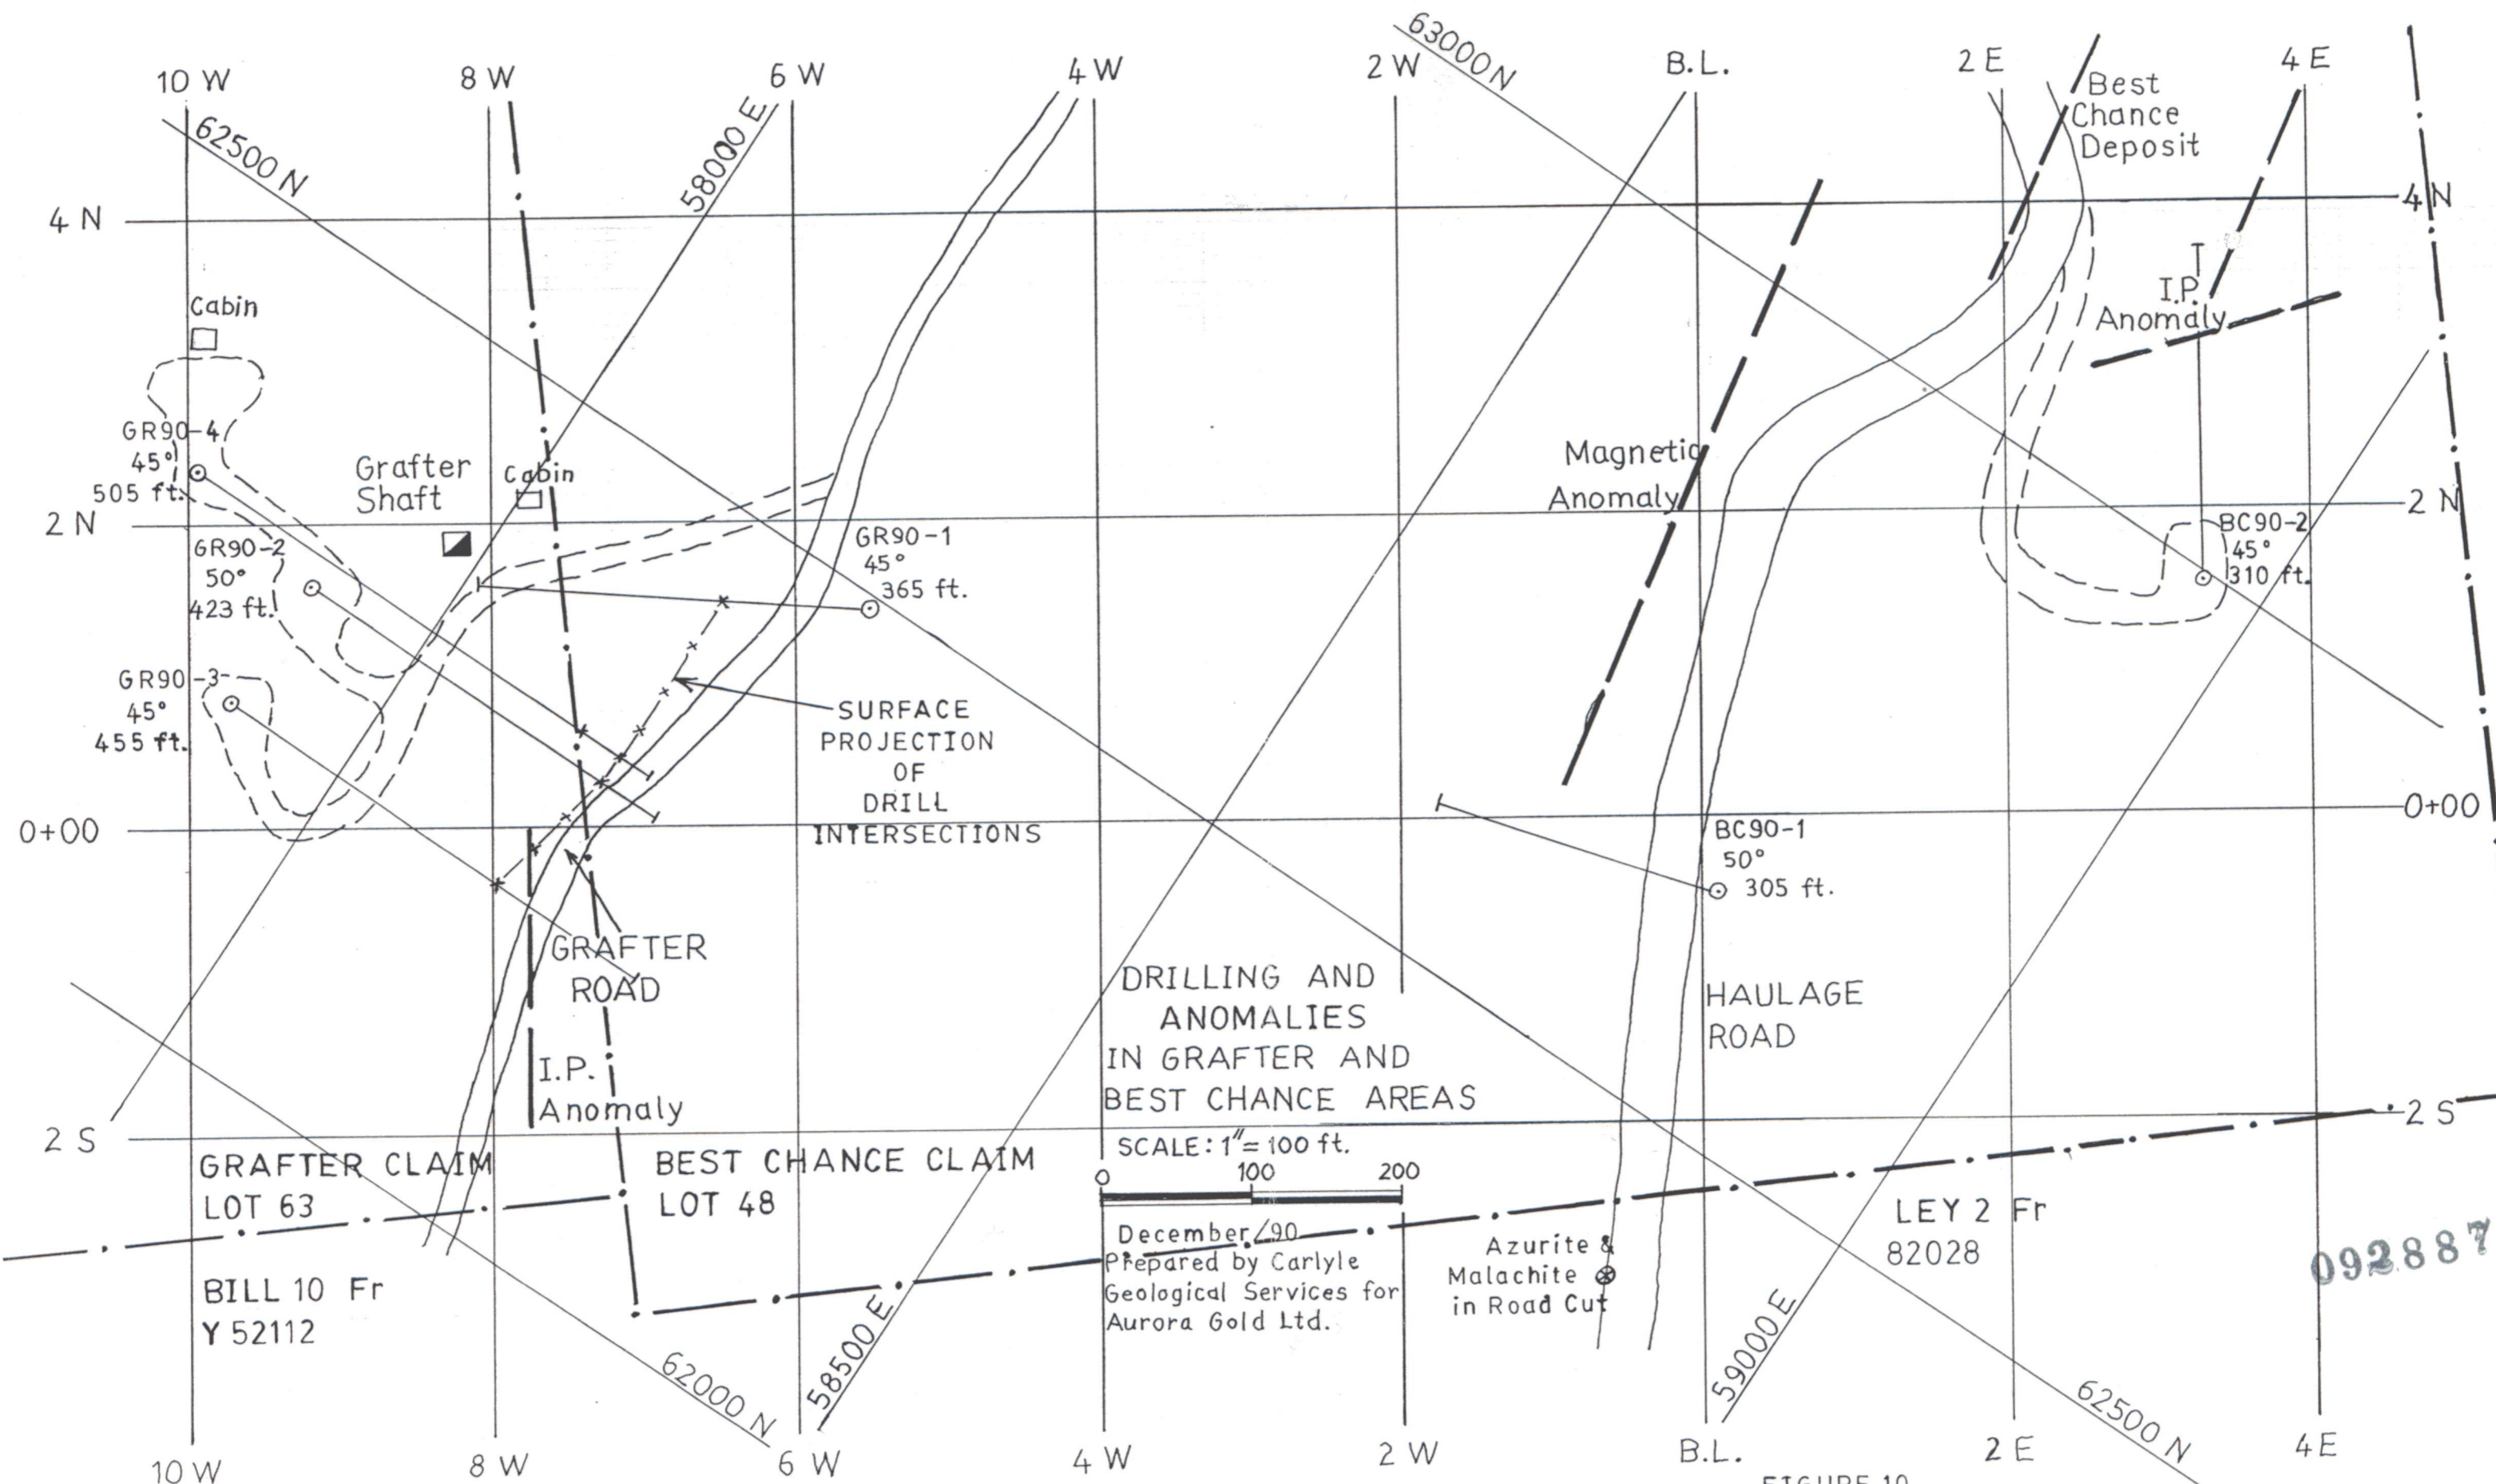 10 W
8 W
6 W
4 W
2 W
B.L.
2 E
4 E
63000 N
62500 N
58000 E
Best
Chance
Deposit
4 N
4 N
Cabin
I.P.
Anomaly
GR90-4
45°
505 ft.
Grafter
Shaft
Cabin
Magnetic
Anomaly
2 N
2 N
GR90-2
50°
423 ft.
GR90-1
45°
365 ft.
BC90-2
45°
310 ft.
GR90-3
45°
455 ft.
SURFACE
PROJECTION
OF
DRILL
INTERSECTIONS
0+00
0+00
BC90-1
50°
305 ft.
GRAFTER
ROAD
DRILLING AND
ANOMALIES
IN GRAFTER AND
BEST CHANCE AREAS
HAULAGE
ROAD
I.P.
Anomaly
2 S
2 S
SCALE: 1"= 100 ft.
0 100 200
GRAFTER CLAIM
LOT 63
BEST CHANCE CLAIM
LOT 48
December/90
Prepared by Carlyle
Geological Services for
Aurora Gold Ltd.
Azurite &
Malachite
in Road Cut
LEY 2 Fr
82028
092887
BILL 10 Fr
Y 52112
62000 N
58500 E
59000 E
62500 N
10 W
8 W
6 W
4 W
2 W
B.L.
2 E
4 E
FIGURE 10